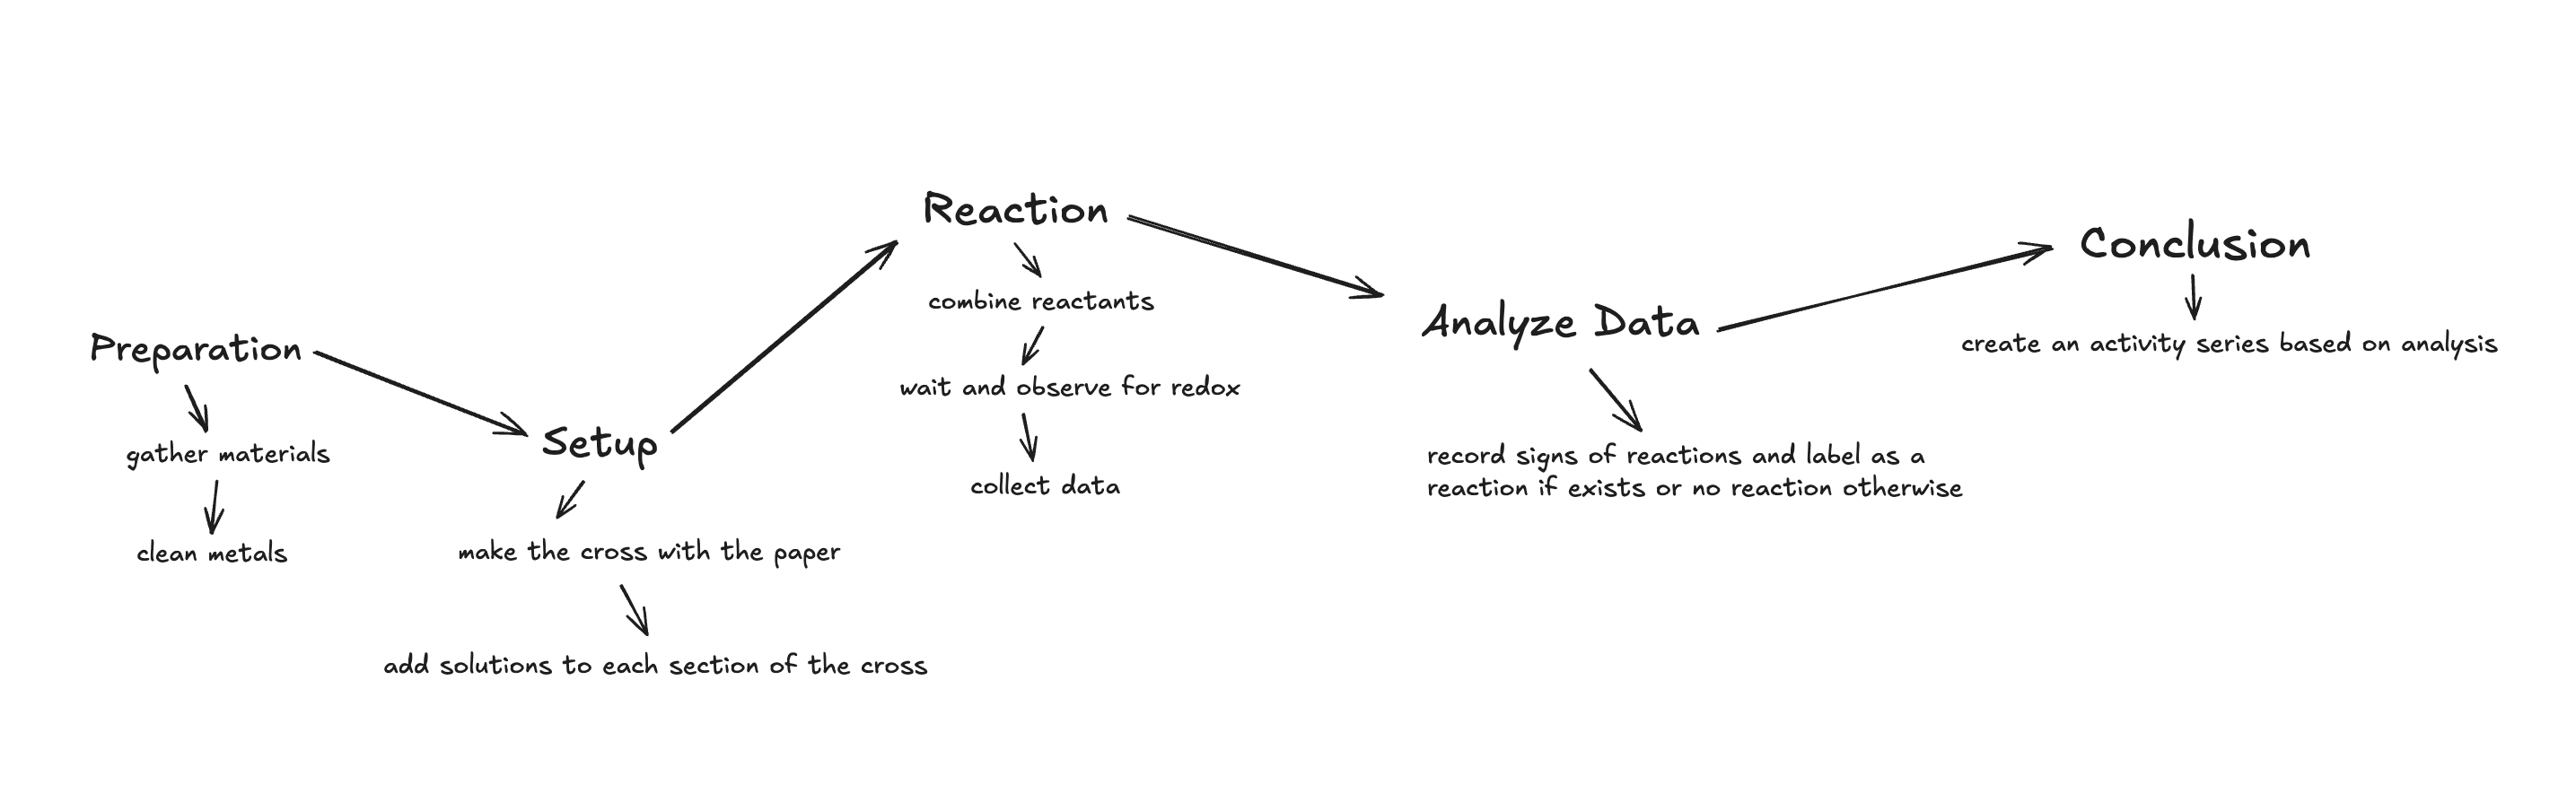 Preparation
gather materials
clean metals
Setup
make the cross with the paper
add solutions to each section of the cross
Reaction
combine reactants
wait and observe for redox
collect data
Analyze Data
record signs of reactions and label as a
reaction if exists or no reaction otherwise
Conclusion
create an activity series based on analysis